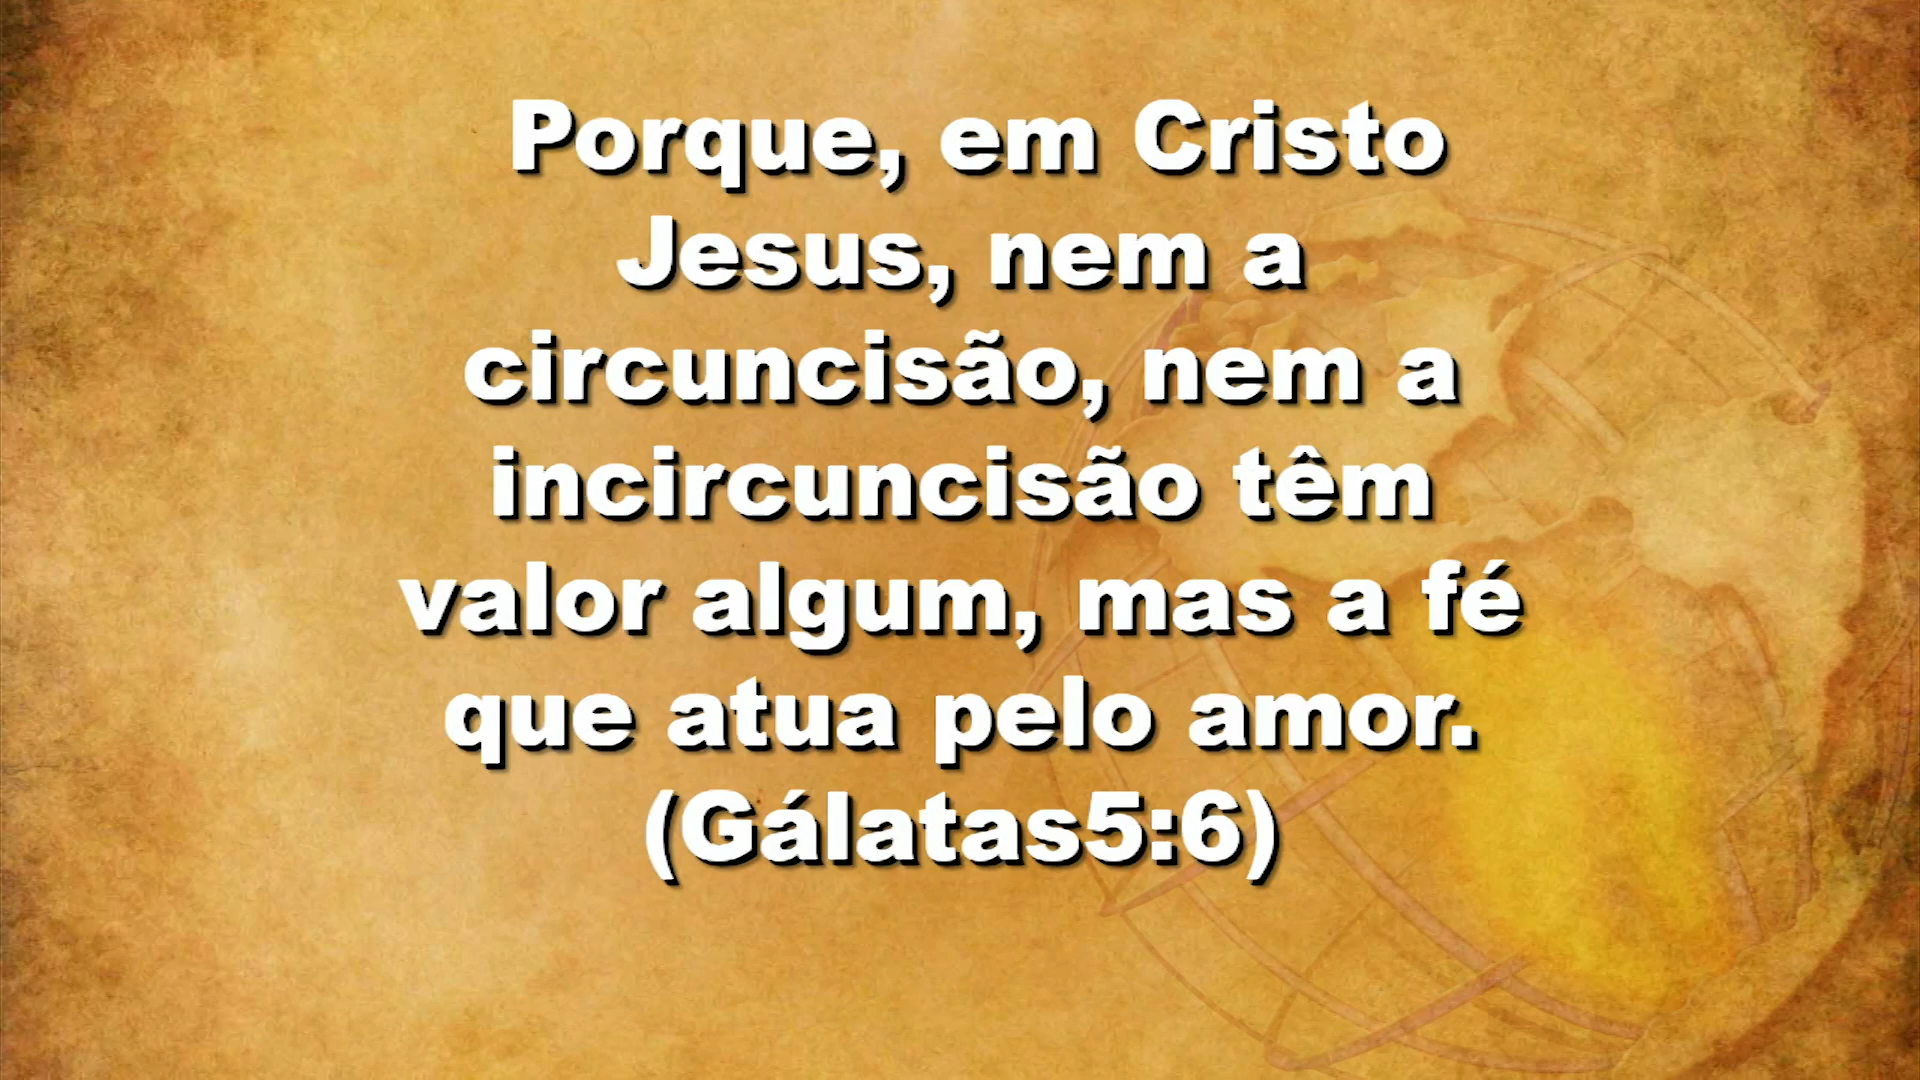 Porque, em Cristo
Jesus, nem a
circuncisão, nem a
incircuncisão têm
valor algum, mas a fé
que atua pelo amor.
(Gálatas5:6)